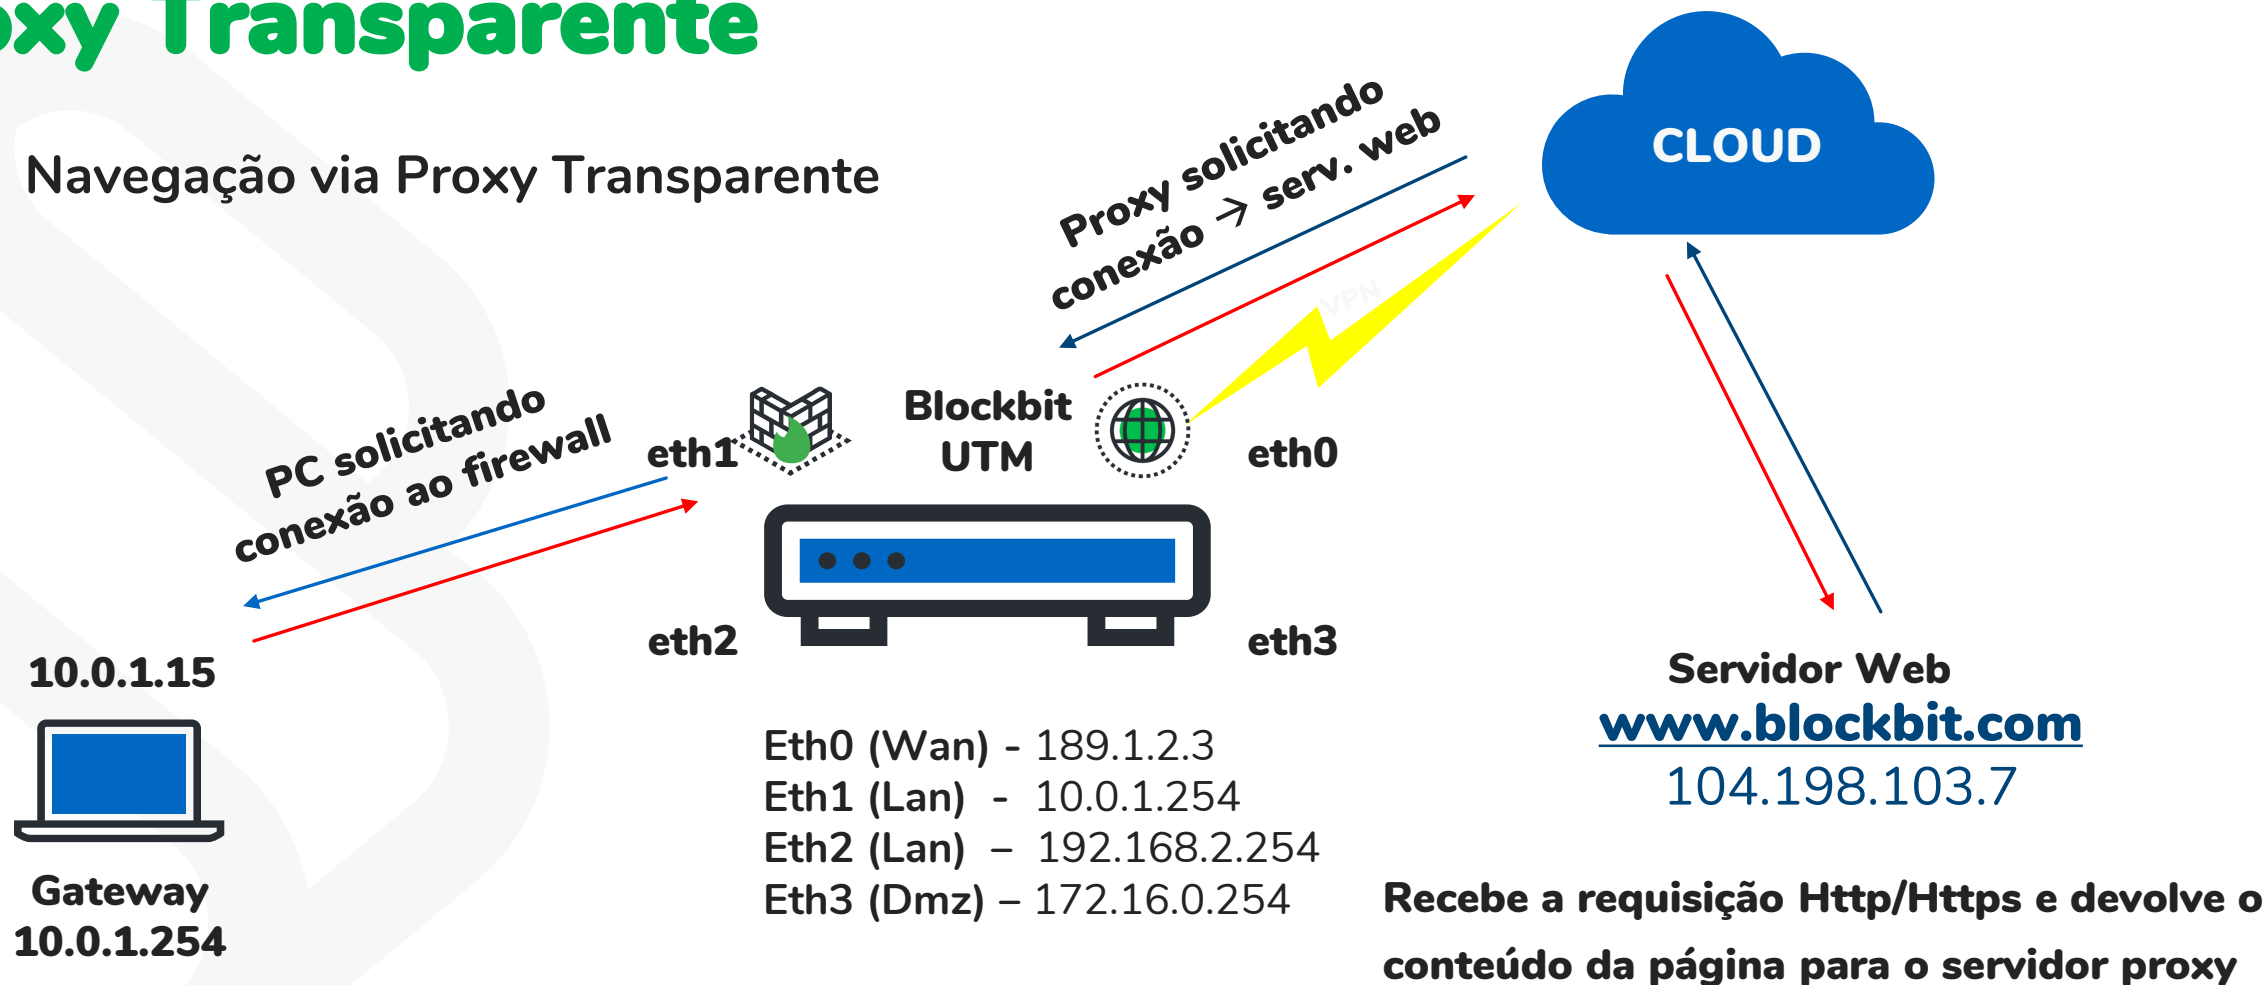 oxy Transparente
Navegação via Proxy Transparente
Proxy solicitando
conexão → serv. web
CLOUD
VPN
PC solicitando
conexão ao firewall
eth1
Blockbit
UTM
eth0
eth2
eth3
10.0.1.15
Gateway
10.0.1.254
Eth0 (Wan) - 189.1.2.3
Eth1 (Lan) - 10.0.1.254
Eth2 (Lan) – 192.168.2.254
Eth3 (Dmz) – 172.16.0.254
Servidor Web
www.blockbit.com
104.198.103.7
Recebe a requisição Http/Https e devolve o
conteúdo da página para o servidor proxy